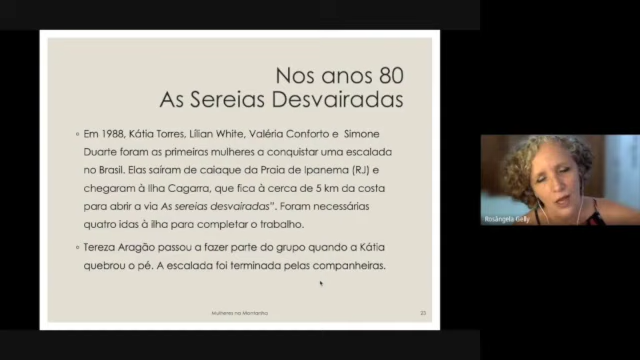 Nos anos 80
As Sereias Desvairadas
Em 1988, Kátia Torres, Lilian White, Valéria Conforto e Simone
Duarte foram as primeiras mulheres a conquistar uma escalada
no Brasil. Elas saíram de caiaque da Praia de Ipanema (RJ) e
chegaram à Ilha Cagarra, que fica à cerca de 5 km da costa
para abrir a via As sereias desvairadas”. Foram necessárias
quatro idas à ilha para completar o trabalho.
Tereza Aragão passou a fazer parte do grupo quando a Kátia
quebrou o pé. A escalada foi terminada pelas companheiras.
Mulheres na Montanha
23
Rosângela Gelly